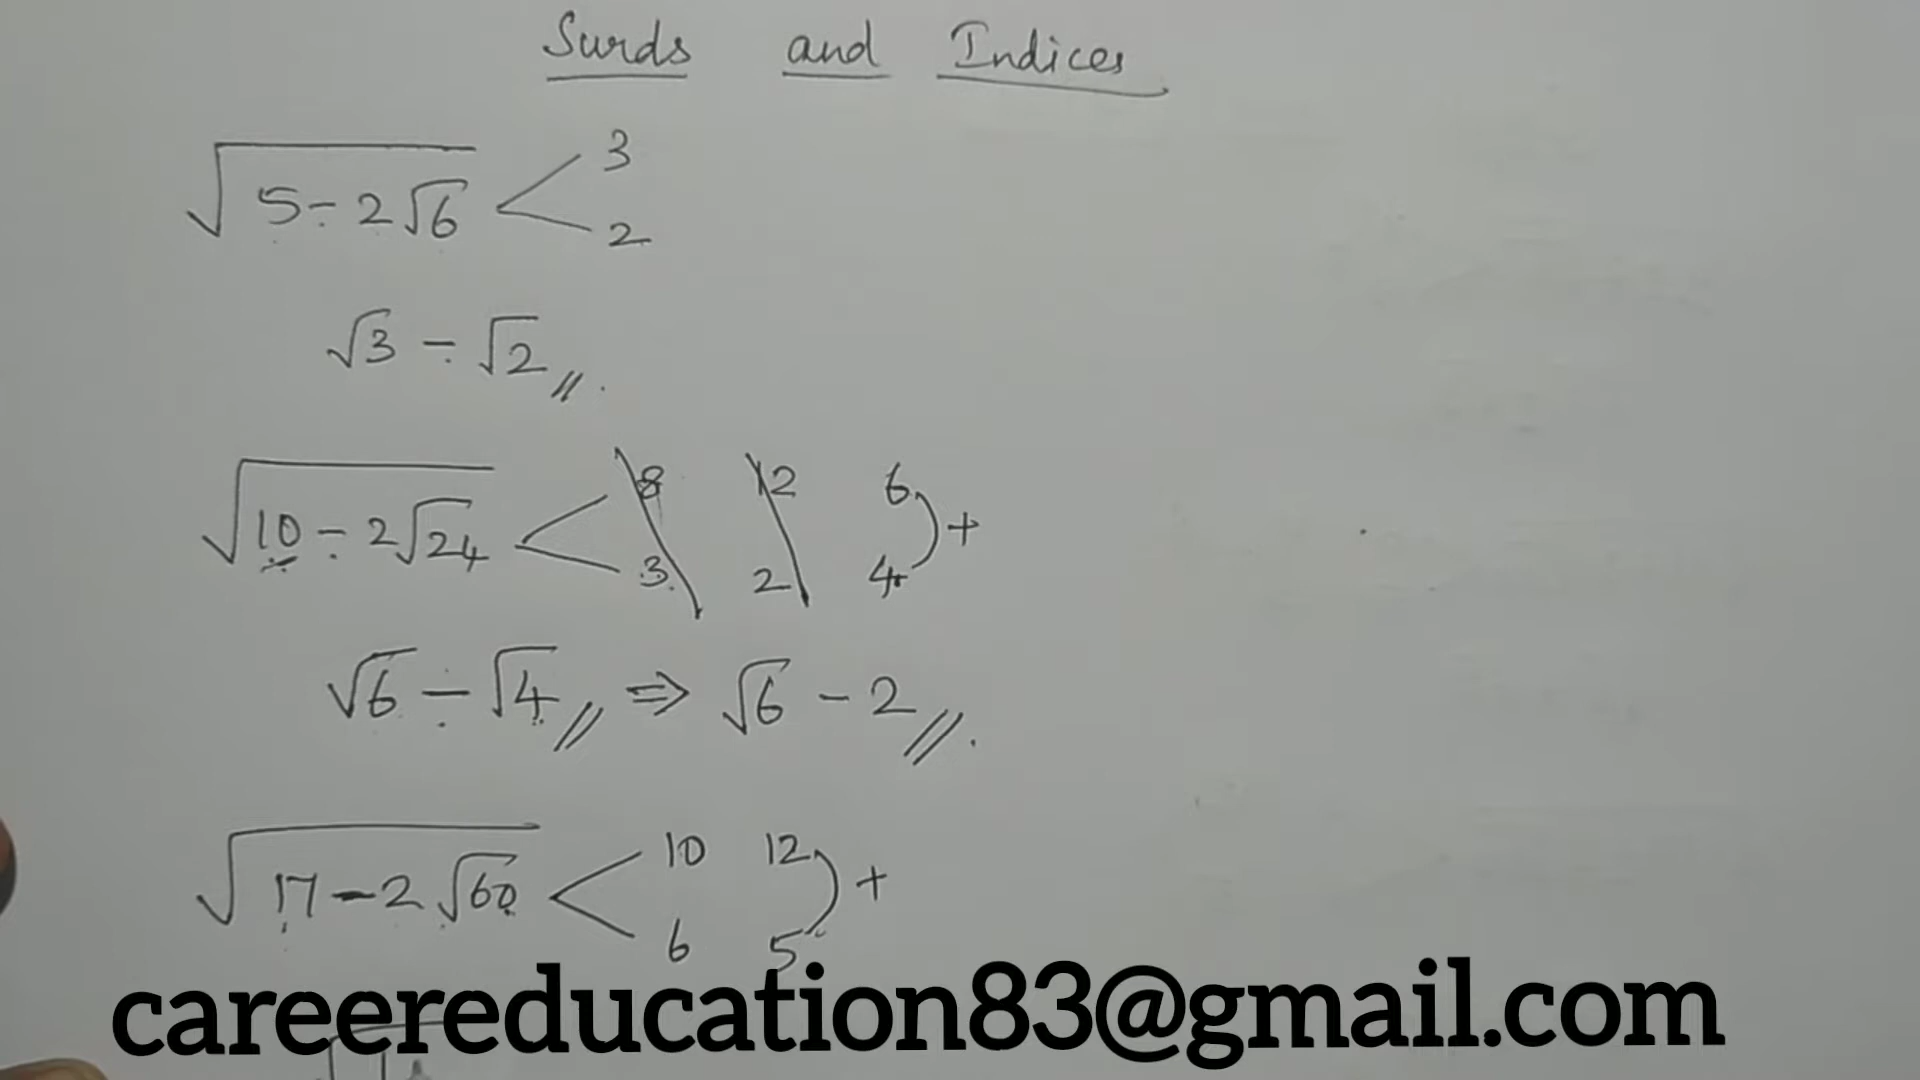 Surds and Indices
√5-2√6 < 3
2
√3 - √2 //.
√10-2√24 < 8 12 6
3 2 4 ) +
√6 - √4 // ⇒ √6 - 2 //.
√17-2√60 < 10 12
6 5 ) +
careereducation83@gmail.com